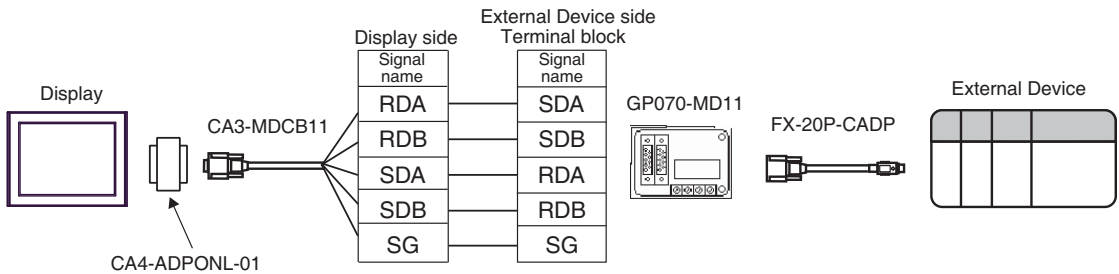 External Device side
Display side
Terminal block
Signal name
Signal name
Display
CA3-MDCB11
GP070-MD11
FX-20P-CADP
External Device
RDA
SDA
RDB
SDB
SDA
RDA
SDB
RDB
SG
SG
CA4-ADPONL-01